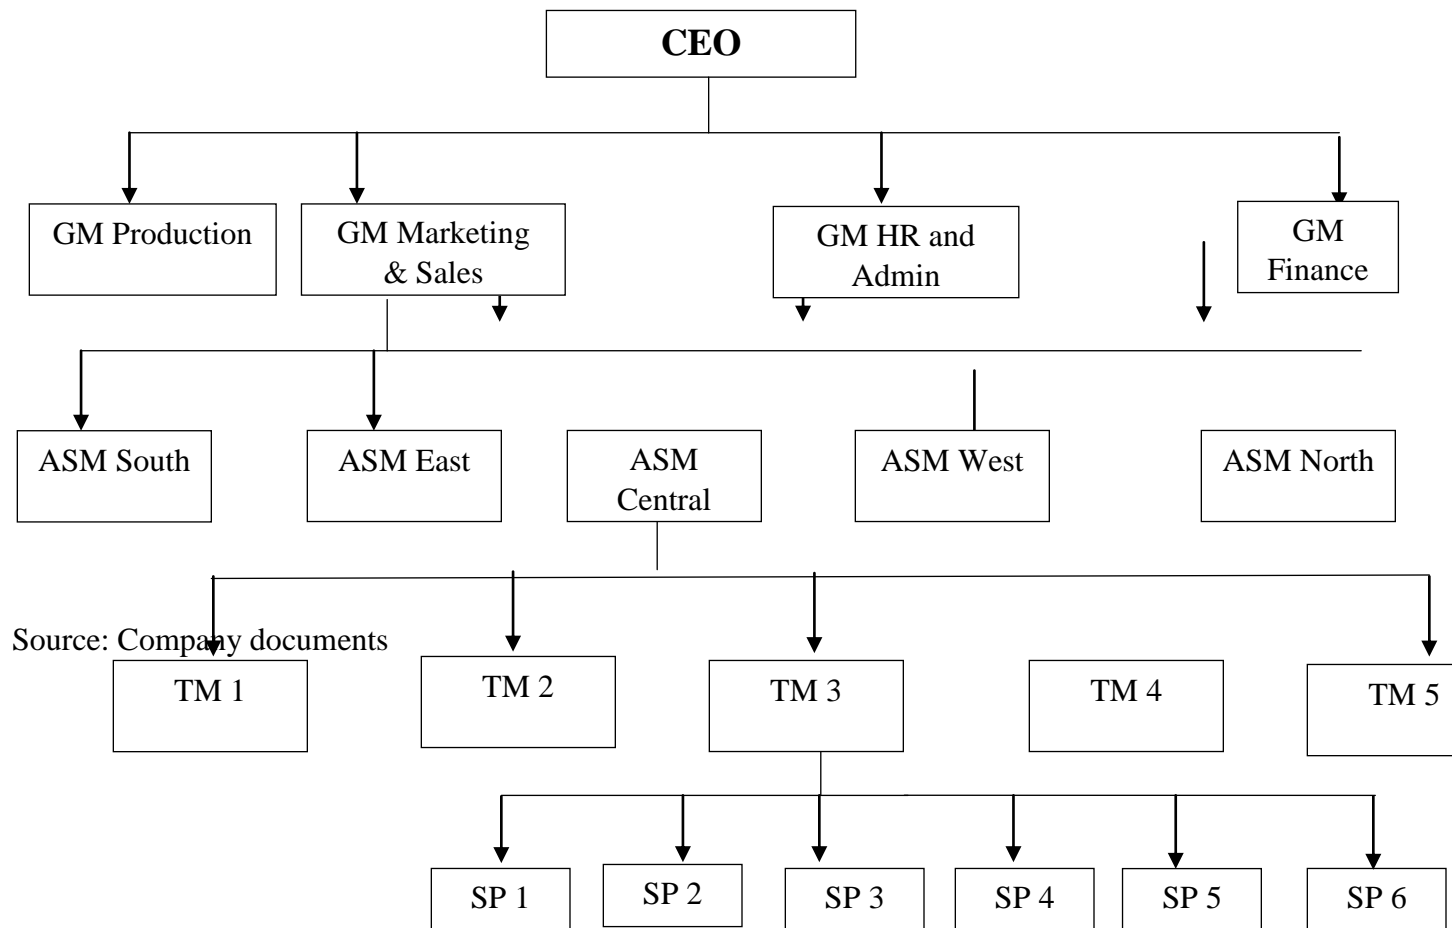 CEO
GM Production
GM Marketing
& Sales
GM HR and
Admin
GM
Finance
ASM South
ASM East
ASM
Central
ASM West
ASM North
Source: Company documents
TM 1
TM 2
TM 3
TM 4
TM 5
SP 1
SP 2
SP 3
SP 4
SP 5
SP 6